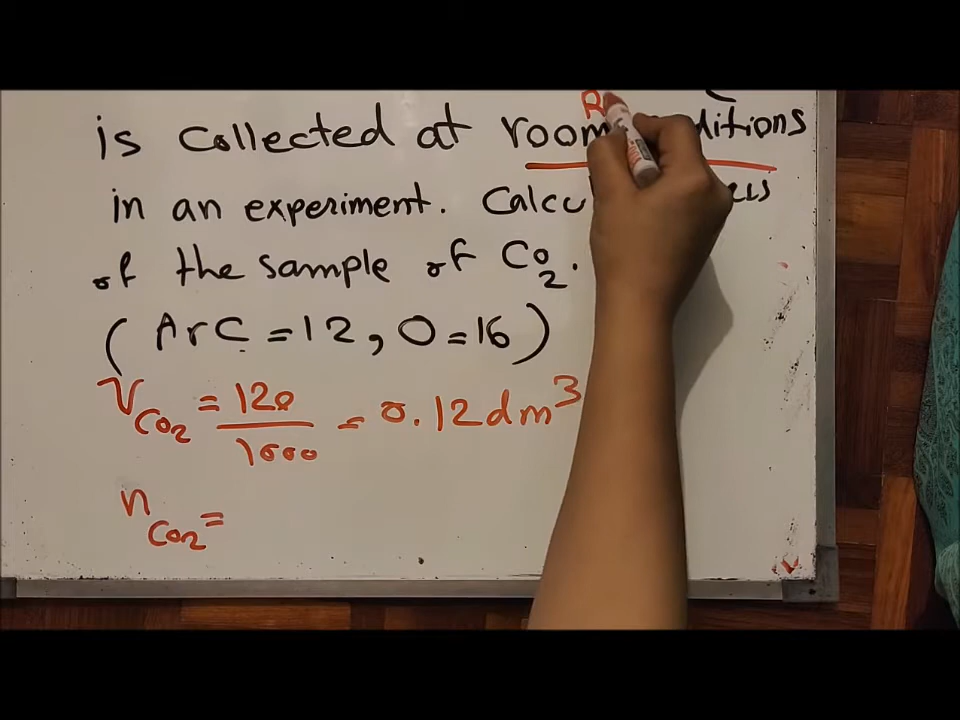 R
is collected at room
in an experiment.
of the sample of CO2.
(ArC = 12, O = 16)
VCO2 = 120/1000 = 0.12 dm³
nCO2 =